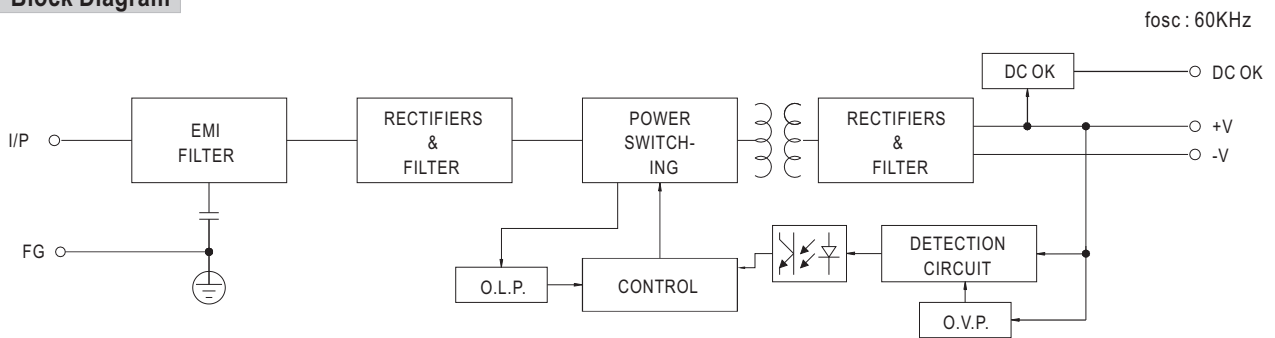 Block Diagram
fosc : 60KHz
DC OK
DC OK
I/P
EMI
FILTER
RECTIFIERS
&
FILTER
POWER
SWITCH-
ING
RECTIFIERS
&
FILTER
+V
-V
FG
O.L.P.
CONTROL
DETECTION
CIRCUIT
O.V.P.